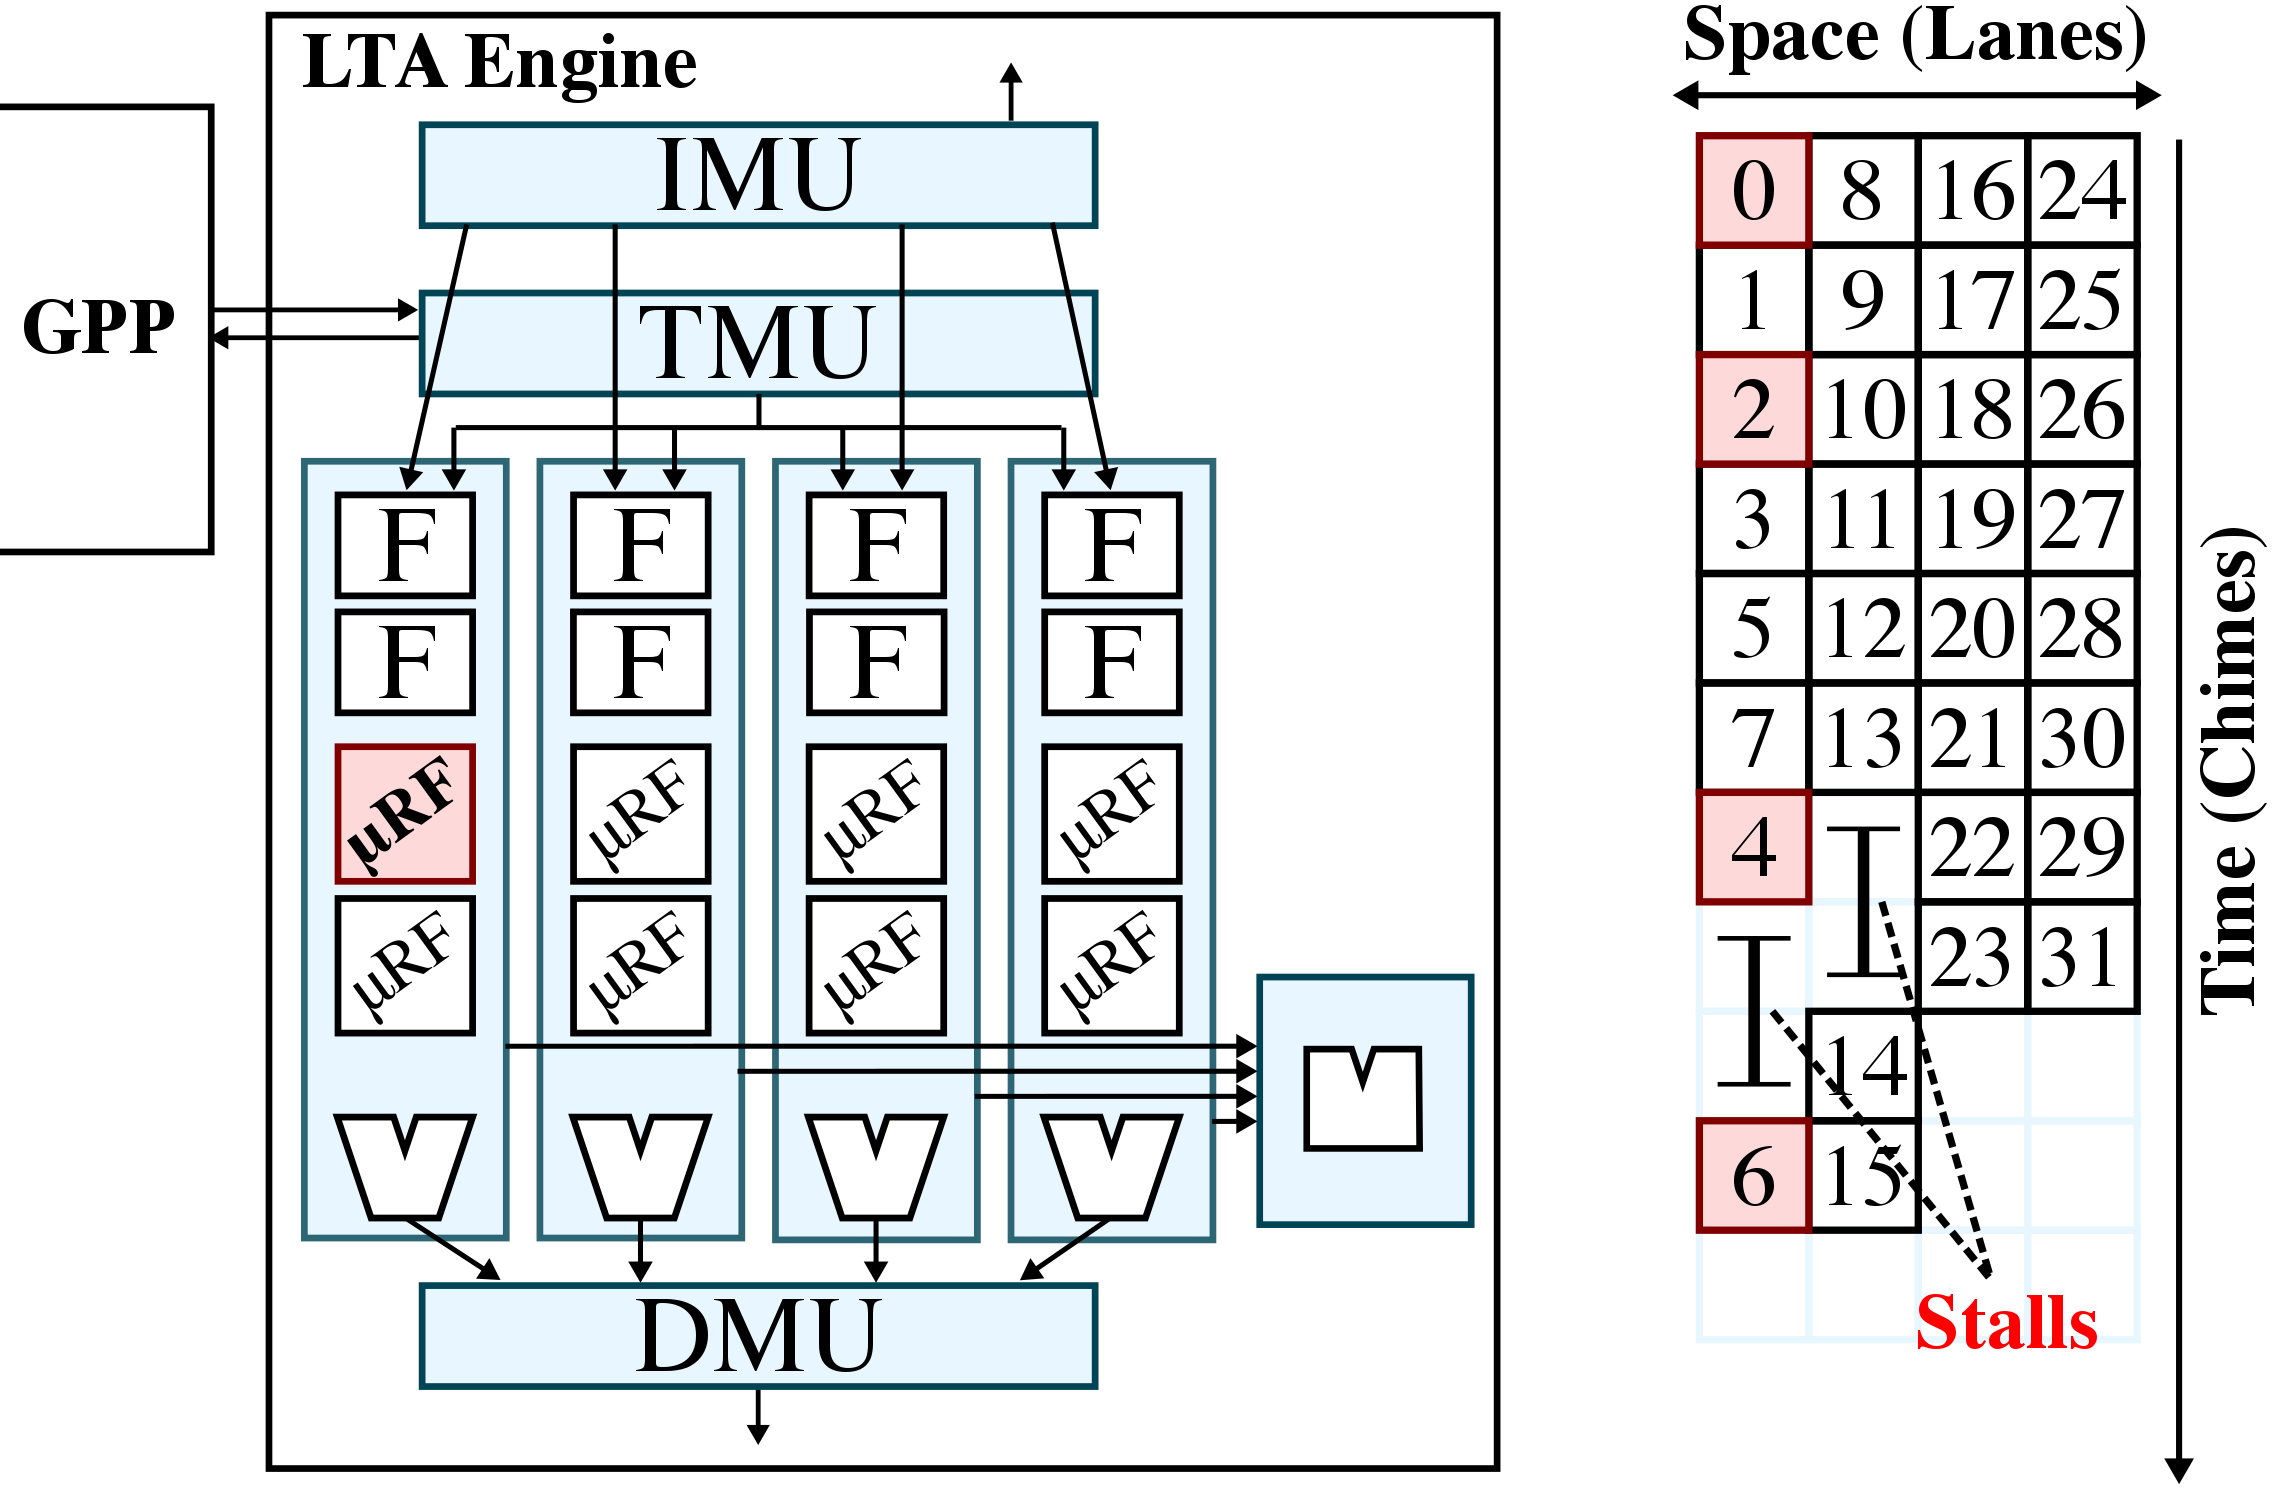 LTA Engine
GPP
IMU
TMU
F F F F
F F F F
µRF µRF µRF µRF
µRF µRF µRF µRF
DMU
Space (Lanes)
0 8 16 24
1 9 17 25
2 10 18 26
3 11 19 27
5 12 20 28
7 13 21 30
4 22 29
23 31
14
6 15
Stalls
Time (Chimes)